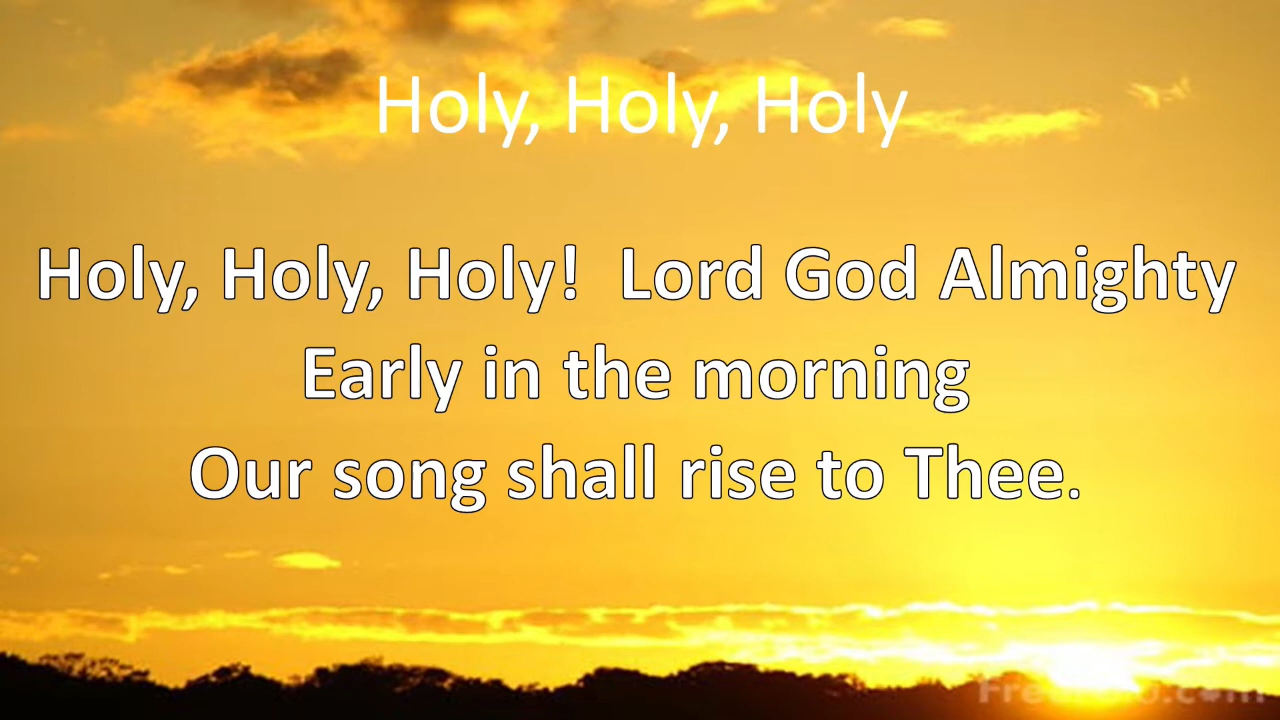 Holy, Holy, Holy
Holy, Holy, Holy!  Lord God Almighty
Early in the morning
Our song shall rise to Thee.